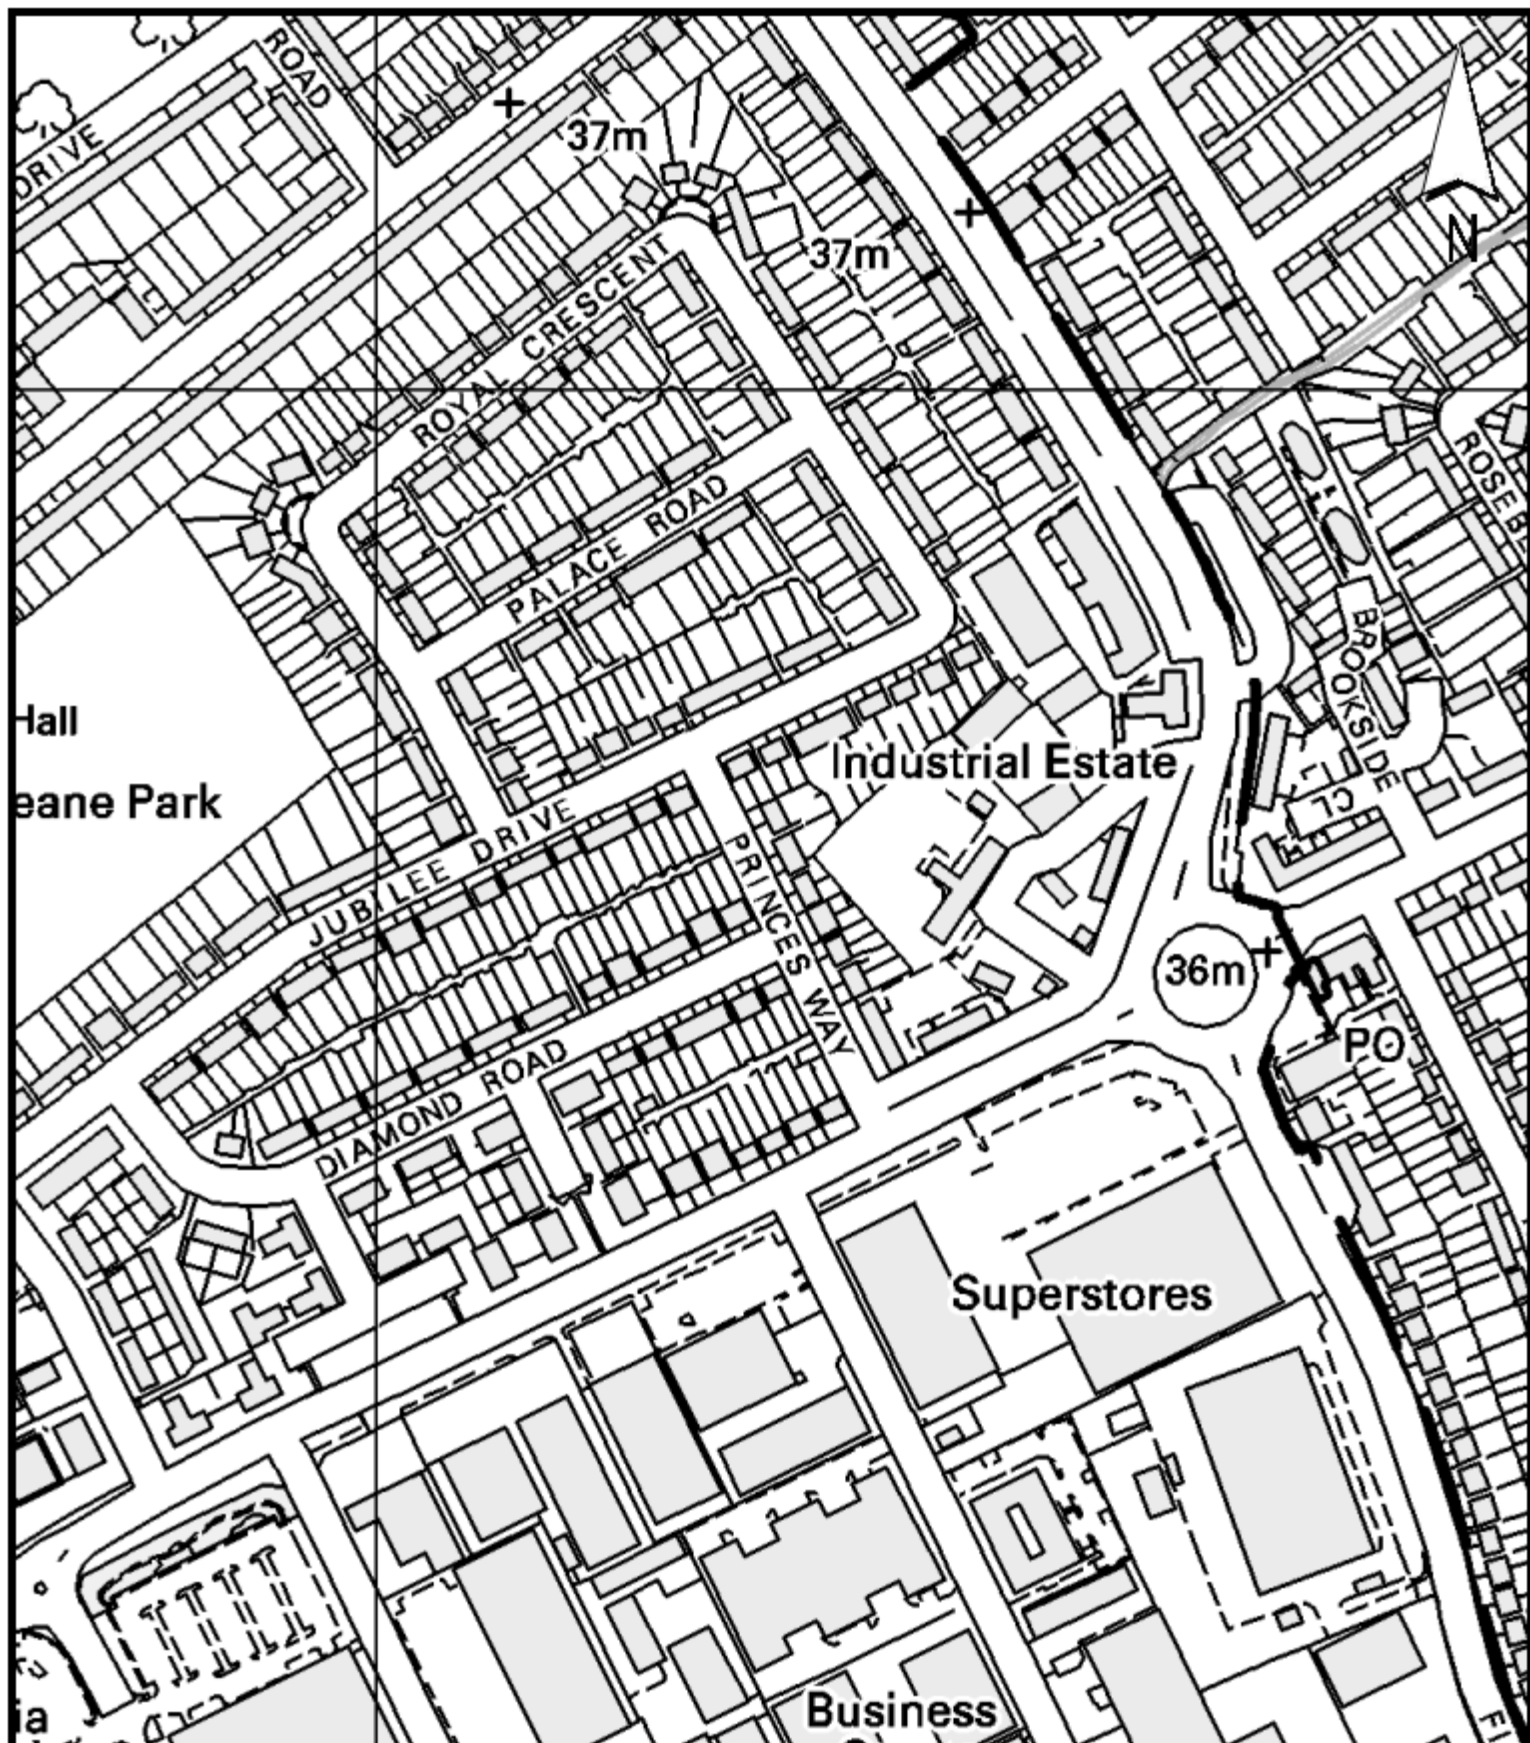 ROAD
DRIVE
37m
37m
N
ROYAL CRESCENT
PALACE ROAD
BROOKSIDE
CL
Hall
eane Park
Industrial Estate
JUBILEE DRIVE
PRINCES WAY
36m
PO
DIAMOND ROAD
Superstores
Business
ia